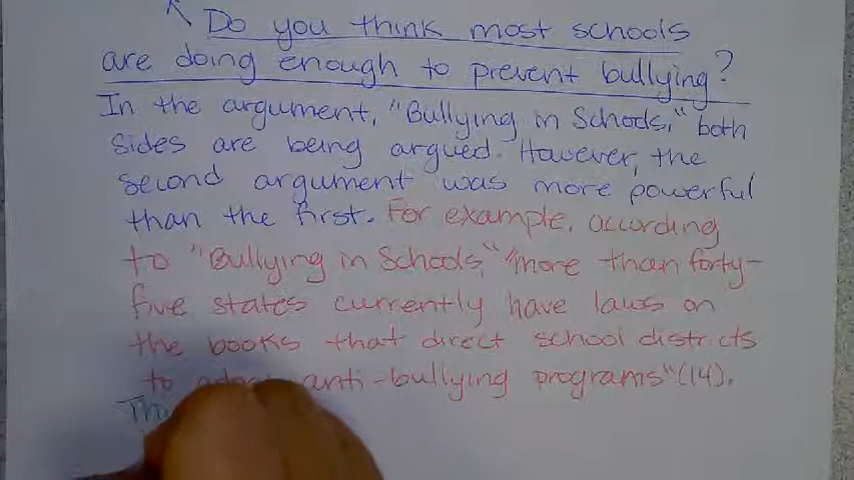 Do you think most schools
are doing enough to prevent bullying?
In the argument, "Bullying in Schools," both
sides are being argued. However, the
second argument was more powerful
than the first. For example, according
to "Bullying in Schools," "more than forty-
five states currently have laws on
the books that direct school districts
to anti-bullying programs" (14).